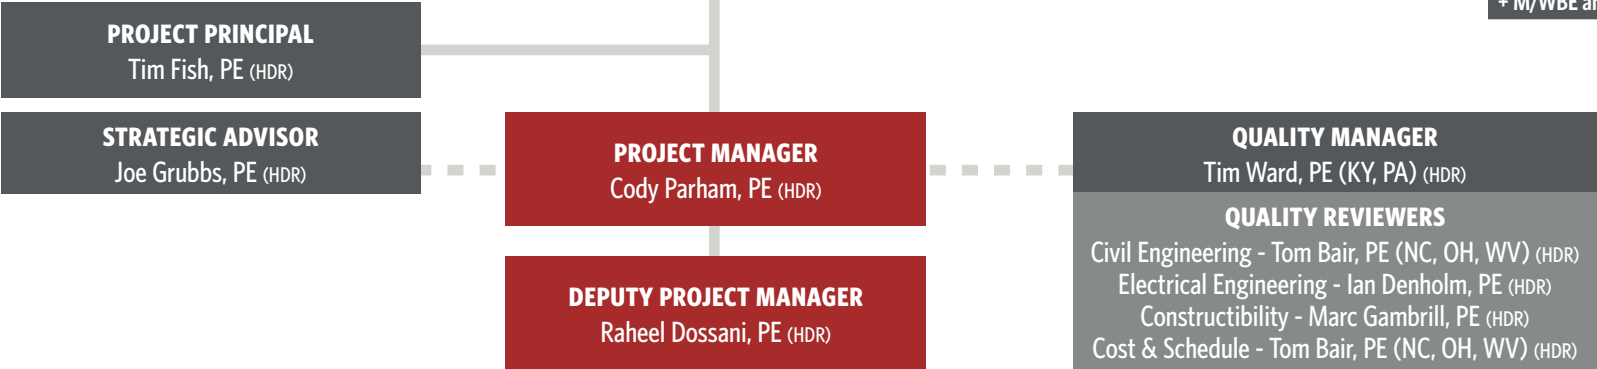 + M/WBE
PROJECT PRINCIPAL
Tim Fish, PE (HDR)
STRATEGIC ADVISOR
Joe Grubbs, PE (HDR)
PROJECT MANAGER
Cody Parham, PE (HDR)
DEPUTY PROJECT MANAGER
Raheel Dossani, PE (HDR)
QUALITY MANAGER
Tim Ward, PE (KY, PA) (HDR)
QUALITY REVIEWERS
Civil Engineering - Tom Bair, PE (NC, OH, WV) (HDR)
Electrical Engineering - Ian Denholm, PE (HDR)
Constructibility - Marc Gambrill, PE (HDR)
Cost & Schedule - Tom Bair, PE (NC, OH, WV) (HDR)